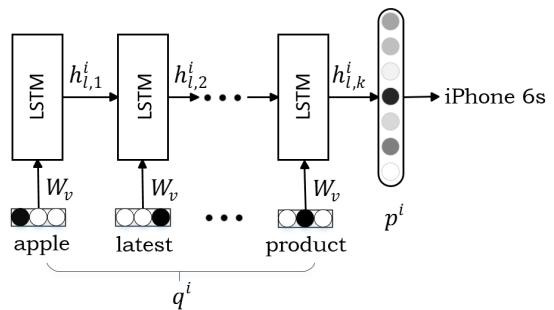 LSTM LSTM LSTM
h^i_{l,1} h^i_{l,2} h^i_{l,k} iPhone 6s
W_v W_v W_v
apple latest product p^i
q^i